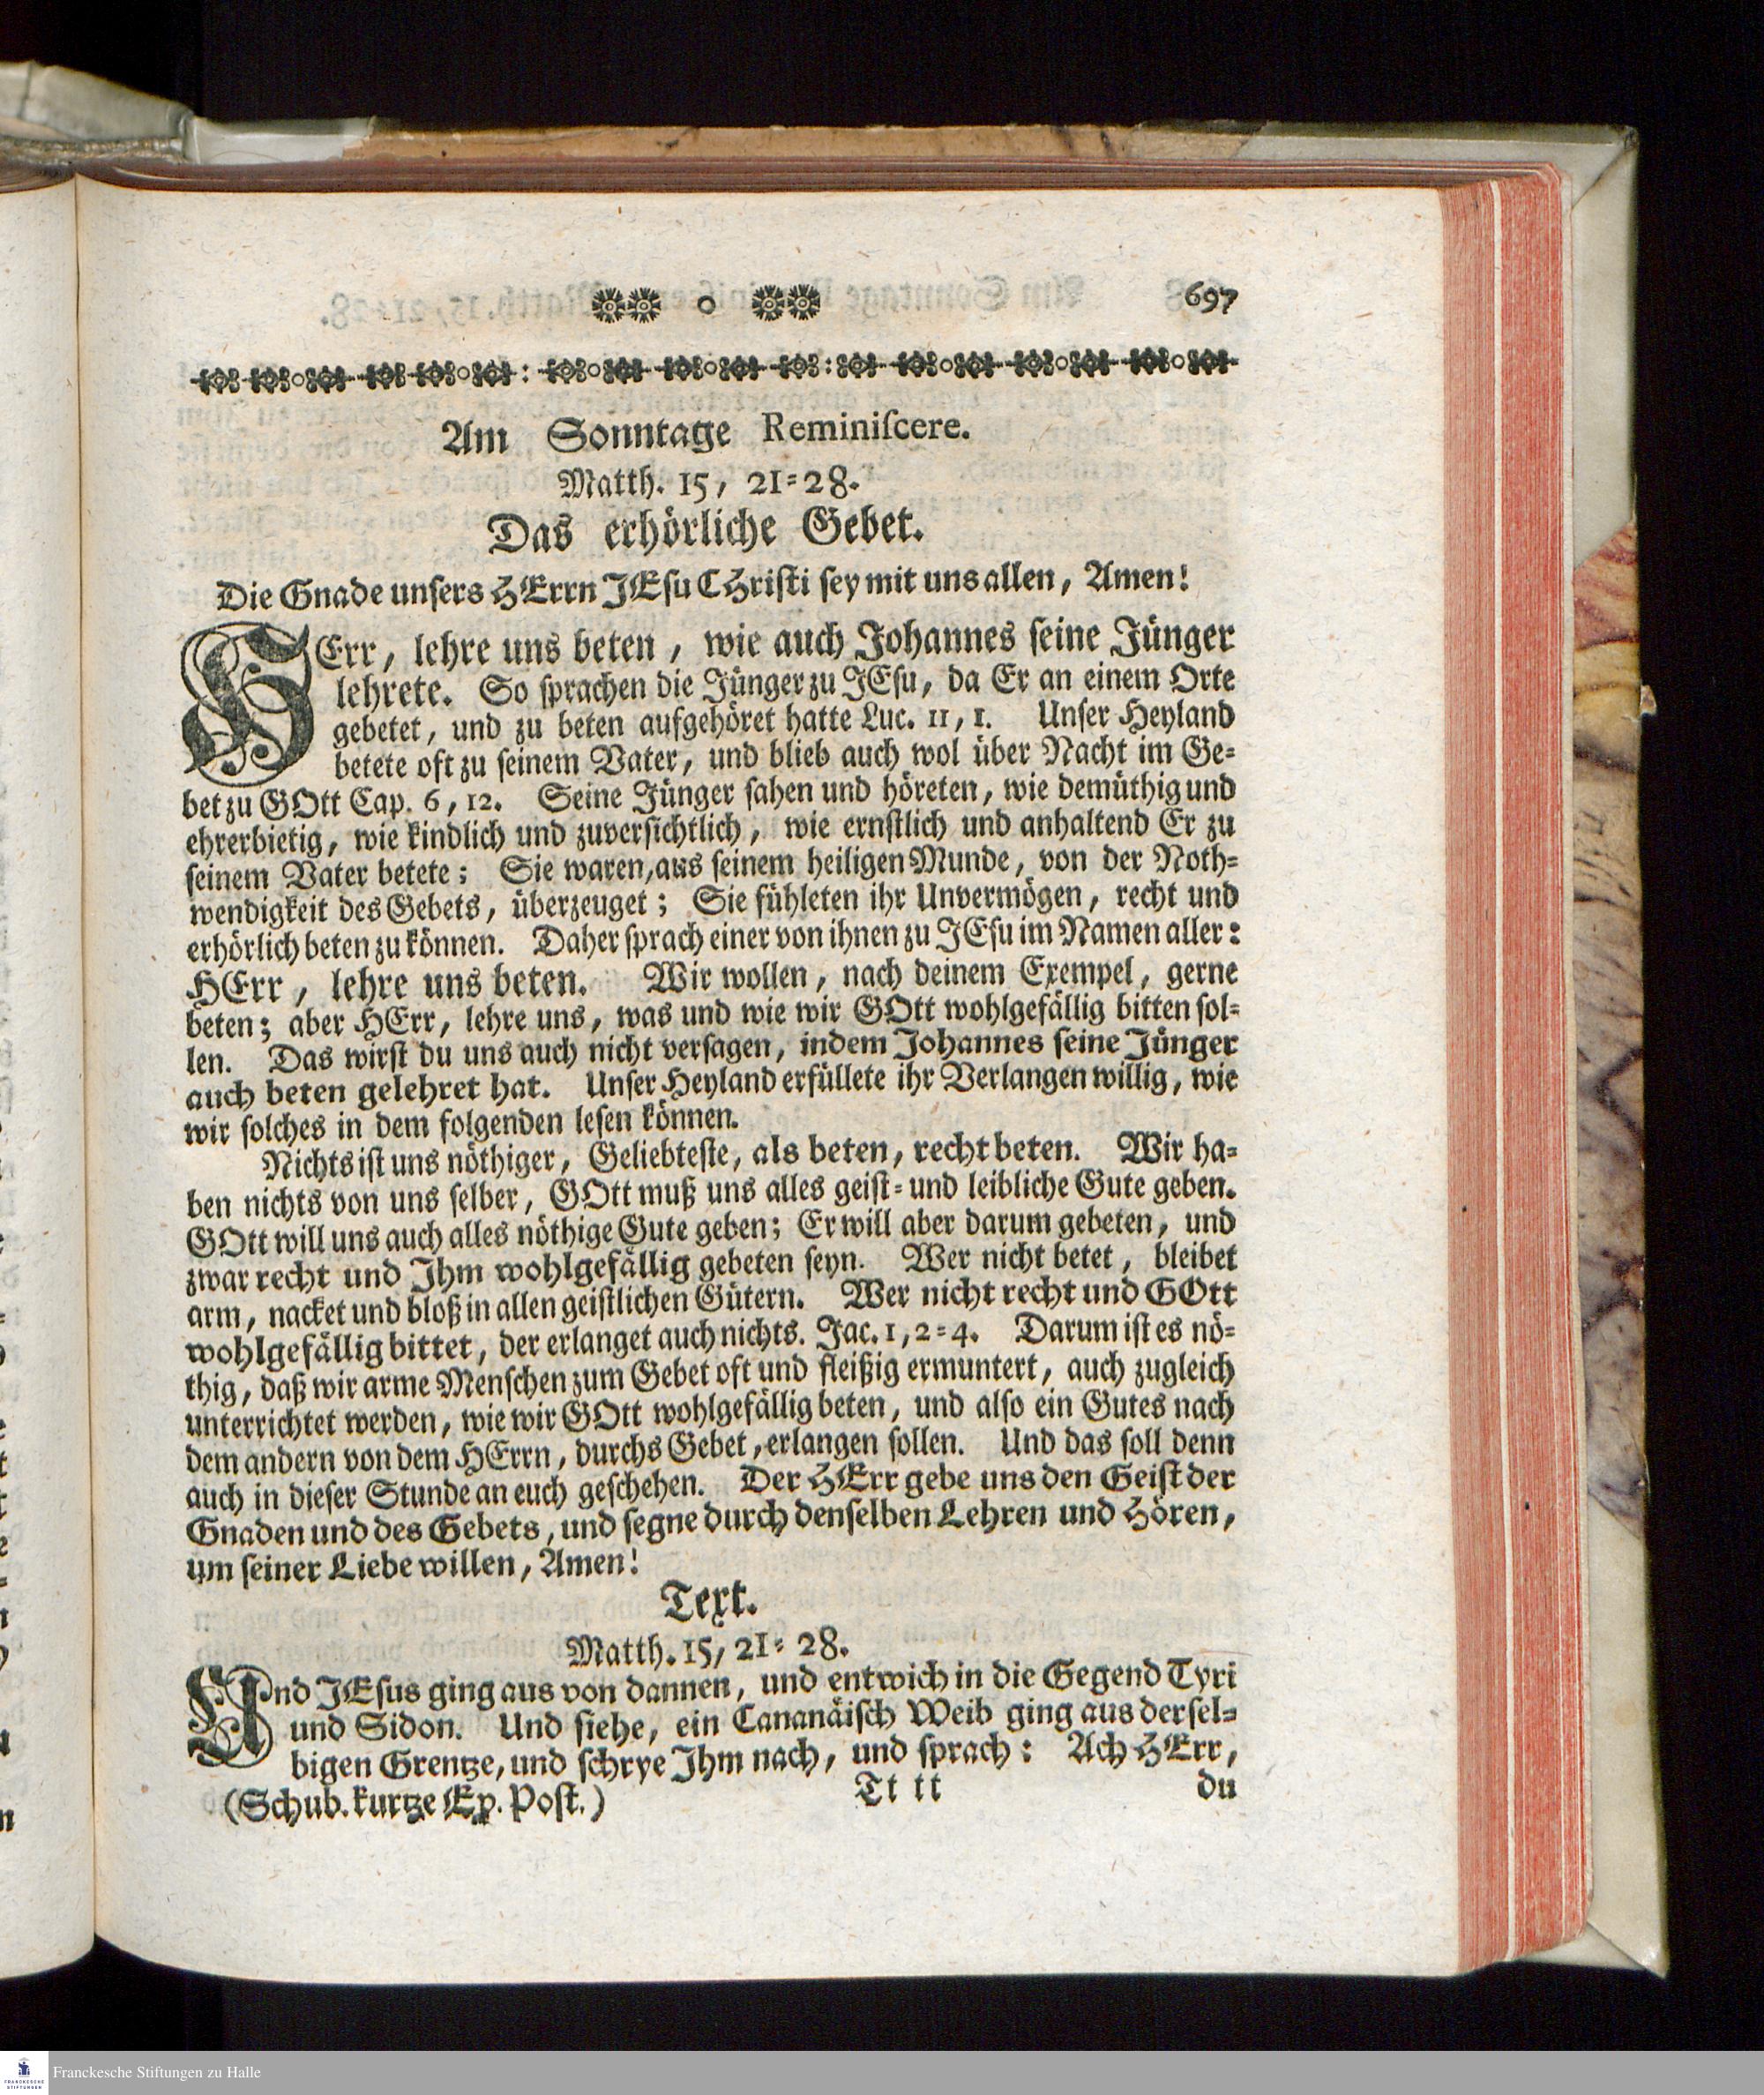 697
Am Sonntage Reminiſcere.
Matth. 15, 21-28.
Das erhörliche Gebet.
Die Gnade unſers HErrn JEſu CHriſti ſey mit uns allen, Amen!
HErr, lehre uns beten, wie auch Johannes ſeine Jünger
lehrete. So ſprachen die Jünger zu JEſu, da Er an einem Orte
gebetet, und zu beten aufgehöret hatte Luc. 11, 1. Unſer Heyland
betete oft zu ſeinem Vater, und blieb auch wol über Nacht im Ge-
bet zu GOtt Cap. 6, 12. Seine Jünger ſahen und höreten, wie demüthig und
ehrerbietig, wie kindlich und zuverſichtlich, wie ernſtlich und anhaltend Er zu
ſeinem Vater betete; Sie waren, aus ſeinem heiligen Munde, von der Noth-
wendigkeit des Gebets, überzeuget; Sie fühleten ihr Unvermögen, recht und
erhörlich beten zu können. Daher ſprach einer von ihnen zu JEſu im Namen aller:
HErr, lehre uns beten. Wir wollen, nach deinem Exempel, gerne
beten; aber HErr, lehre uns, was und wie wir GOtt wohlgefällig bitten ſol-
len. Das wirſt du uns auch nicht verſagen, indem Johannes ſeine Jünger
auch beten gelehret hat. Unſer Heyland erfüllete ihr Verlangen willig, wie
wir ſolches in dem folgenden leſen können.
Nichts iſt uns nöthiger, Geliebteſte, als beten, recht beten. Wir ha-
ben nichts von uns ſelber, GOtt muß uns alles geiſt- und leibliche Gute geben.
GOtt will uns auch alles nöthige Gute geben; Er will aber darum gebeten, und
zwar recht und Ihm wohlgefällig gebeten ſeyn. Wer nicht betet, bleibet
arm, nacket und bloß in allen geiſtlichen Gütern. Wer nicht recht und GOtt
wohlgefällig bittet, der erlanget auch nichts. Jac. 1, 2-4. Darum iſt es nö-
thig, daß wir arme Menſchen zum Gebet oft und fleißig ermuntert, auch zugleich
unterrichtet werden, wie wir GOtt wohlgefällig beten, und alſo ein Gutes nach
dem andern von dem HErrn, durchs Gebet, erlangen ſollen. Und das ſoll denn
auch in dieſer Stunde an euch geſchehen. Der HErr gebe uns den Geiſt der
Gnaden und des Gebets, und ſegne durch denſelben Lehren und Hören,
um ſeiner Liebe willen, Amen!
Text.
Matth. 15, 21-28.
Und JEſus ging aus von dannen, und entwich in die Gegend Tyri
und Sidon. Und ſiehe, ein Cananäiſch Weib ging aus derſel-
bigen Grentze, und ſchrye Ihm nach, und ſprach: Ach HErr,
(Schub. kurtze Ep. Poſt.) Tt tt du
Franckesche Stiftungen zu Halle